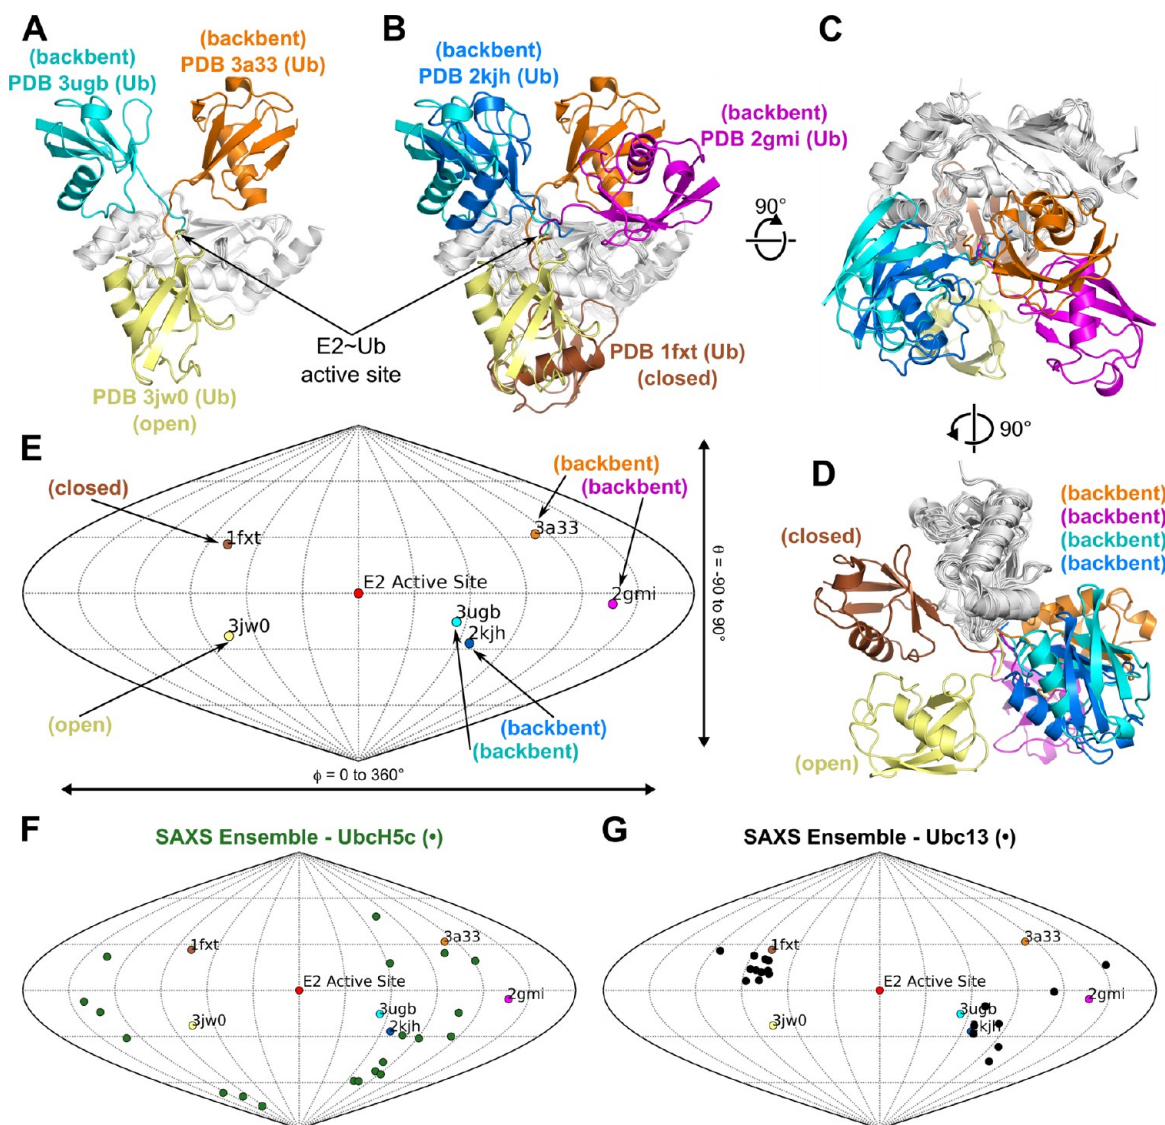 A
(backbent)
PDB 3ugb (Ub)
(backbent)
PDB 3a33 (Ub)
PDB 3jw0 (Ub)
(open)
E2~Ub
active site
B
(backbent)
PDB 2kjh (Ub)
(backbent)
PDB 2gmi (Ub)
PDB 1fxt (Ub)
(closed)
90°
C
90°
D
(closed)
(open)
(backbent)
(backbent)
(backbent)
(backbent)
E
(closed)
(backbent)
(backbent)
1fxt
3a33
E2 Active Site
2gmi
3jw0
3ugb
2kjh
(open)
(backbent)
(backbent)
θ = -90 to 90°
ϕ = 0 to 360°
F
SAXS Ensemble - UbcH5c (•)
1fxt
3a33
E2 Active Site
2gmi
3ugb
3jw0
2kjh
G
SAXS Ensemble - Ubc13 (•)
1fxt
3a33
E2 Active Site
2gmi
3ugb
3jw0
2kjh